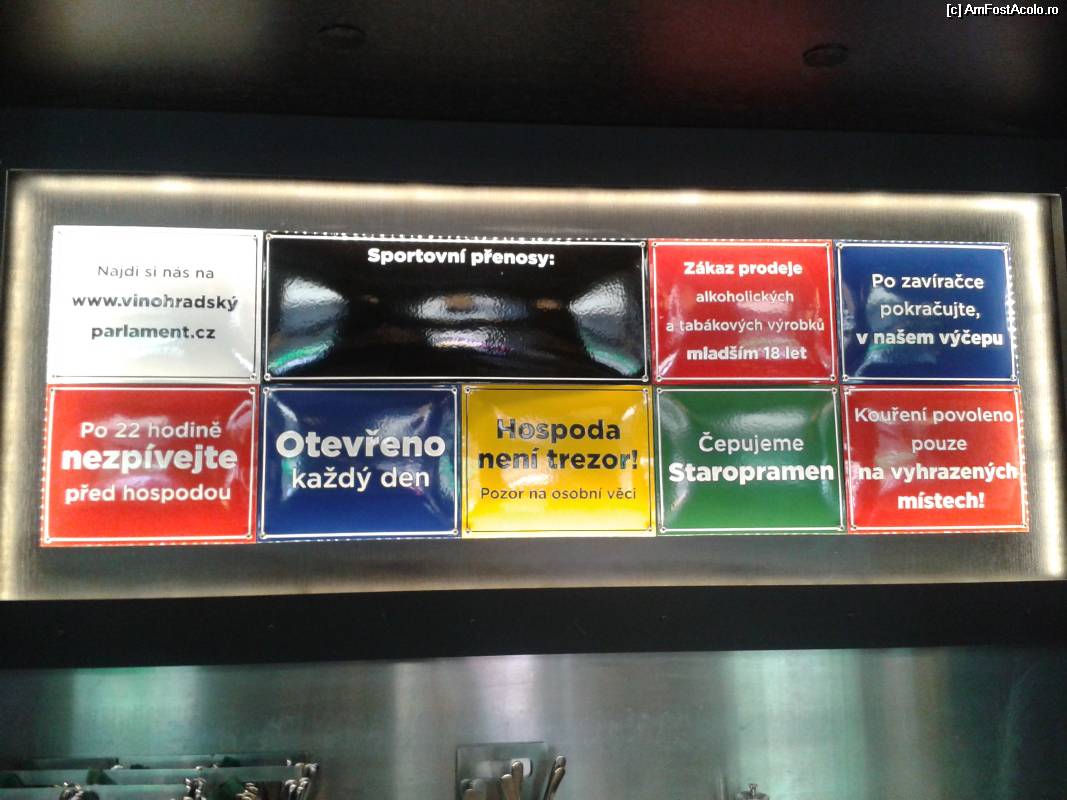 [c] AmFostAcolo.ro
Najdi si nás na
www.vinohradský
parlament.cz
Sportovní přenosy:
Zákaz prodeje
alkoholických
a tabákových výrobků
mladším 18 let
Po zavíračce
pokračujte,
v našem výčepu
Po 22 hodině
nezpívejte
před hospodou
Otevřeno
každý den
Hospoda
není trezor!
Pozor na osobní věci
Čepujeme
Staropramen
Kouření povoleno
pouze
na vyhrazených
místech!